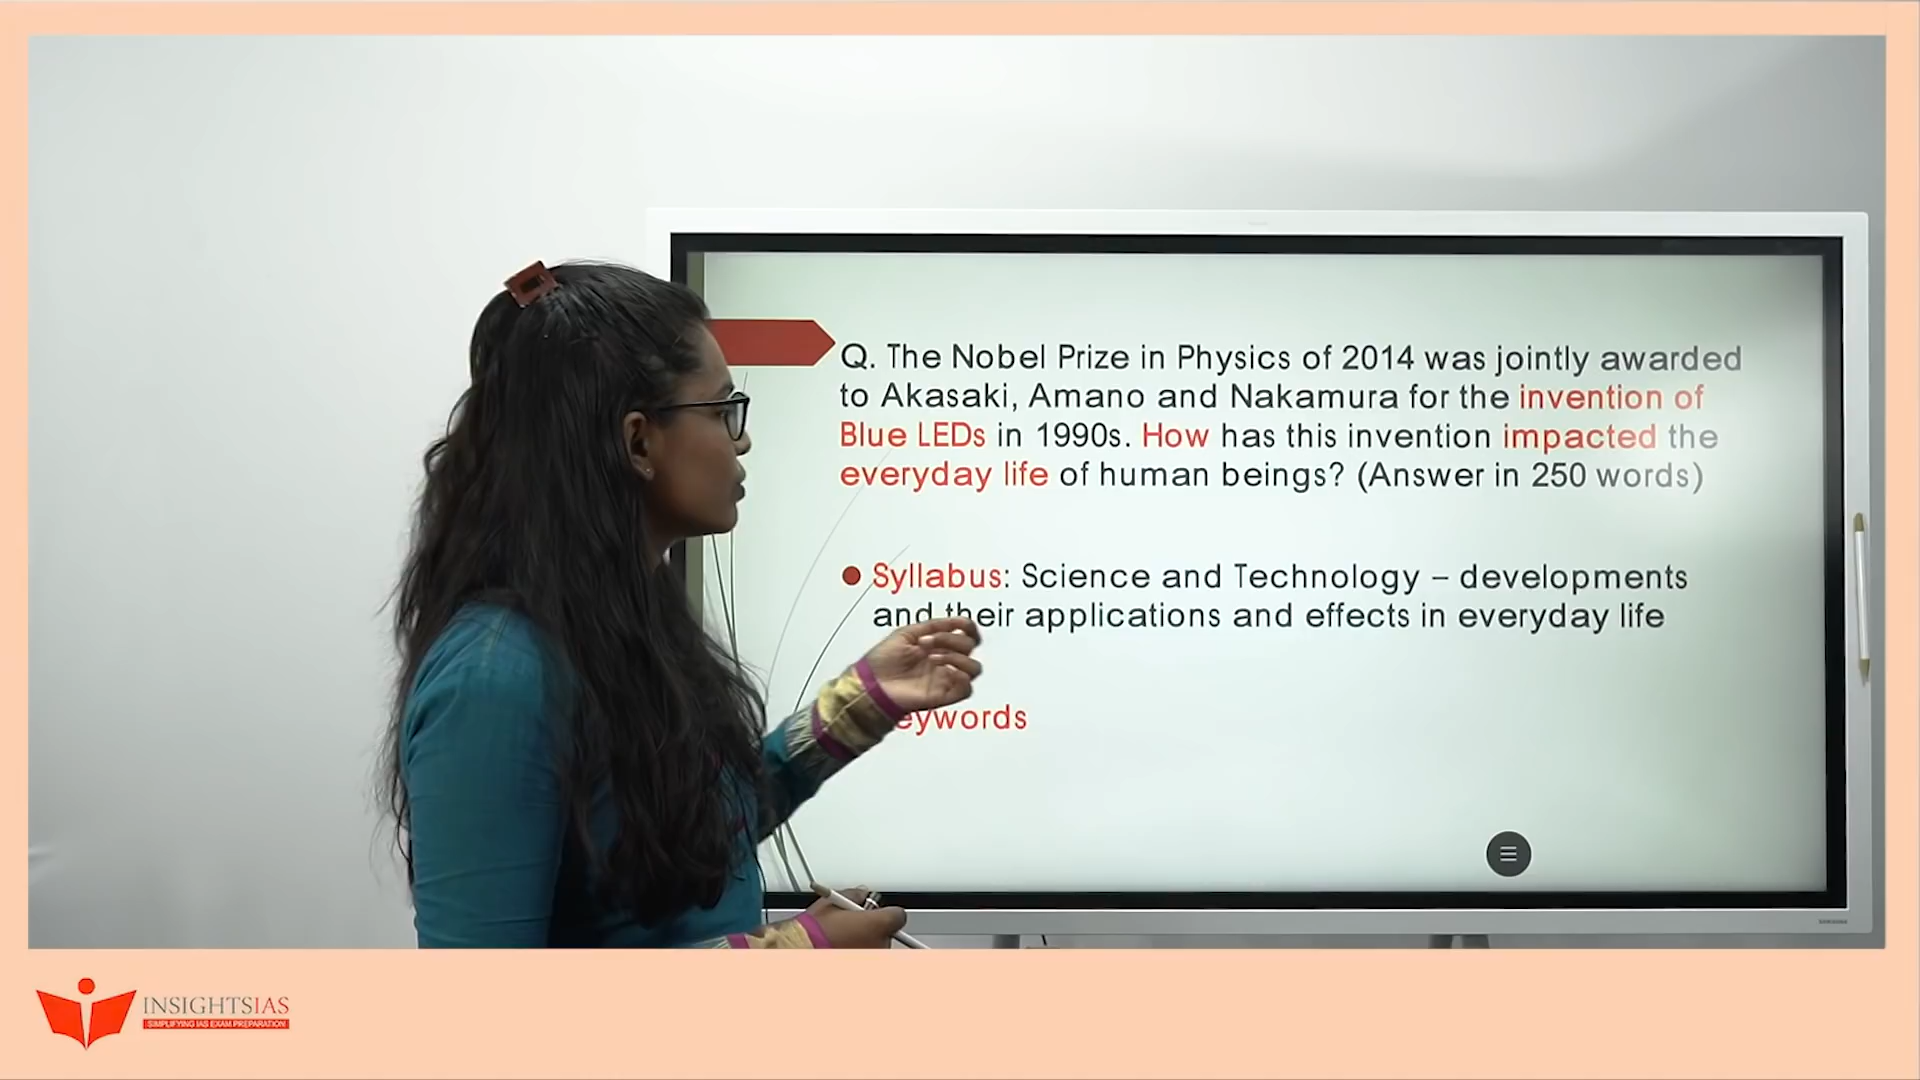 Q. The Nobel Prize in Physics of 2014 was jointly awarded
to Akasaki, Amano and Nakamura for the invention of
Blue LEDs in 1990s. How has this invention impacted the
everyday life of human beings? (Answer in 250 words)
Syllabus: Science and Technology – developments
and their applications and effects in everyday life
eywords
INSIGHTSIAS
SIMPLIFYING IAS EXAM PREPARATION